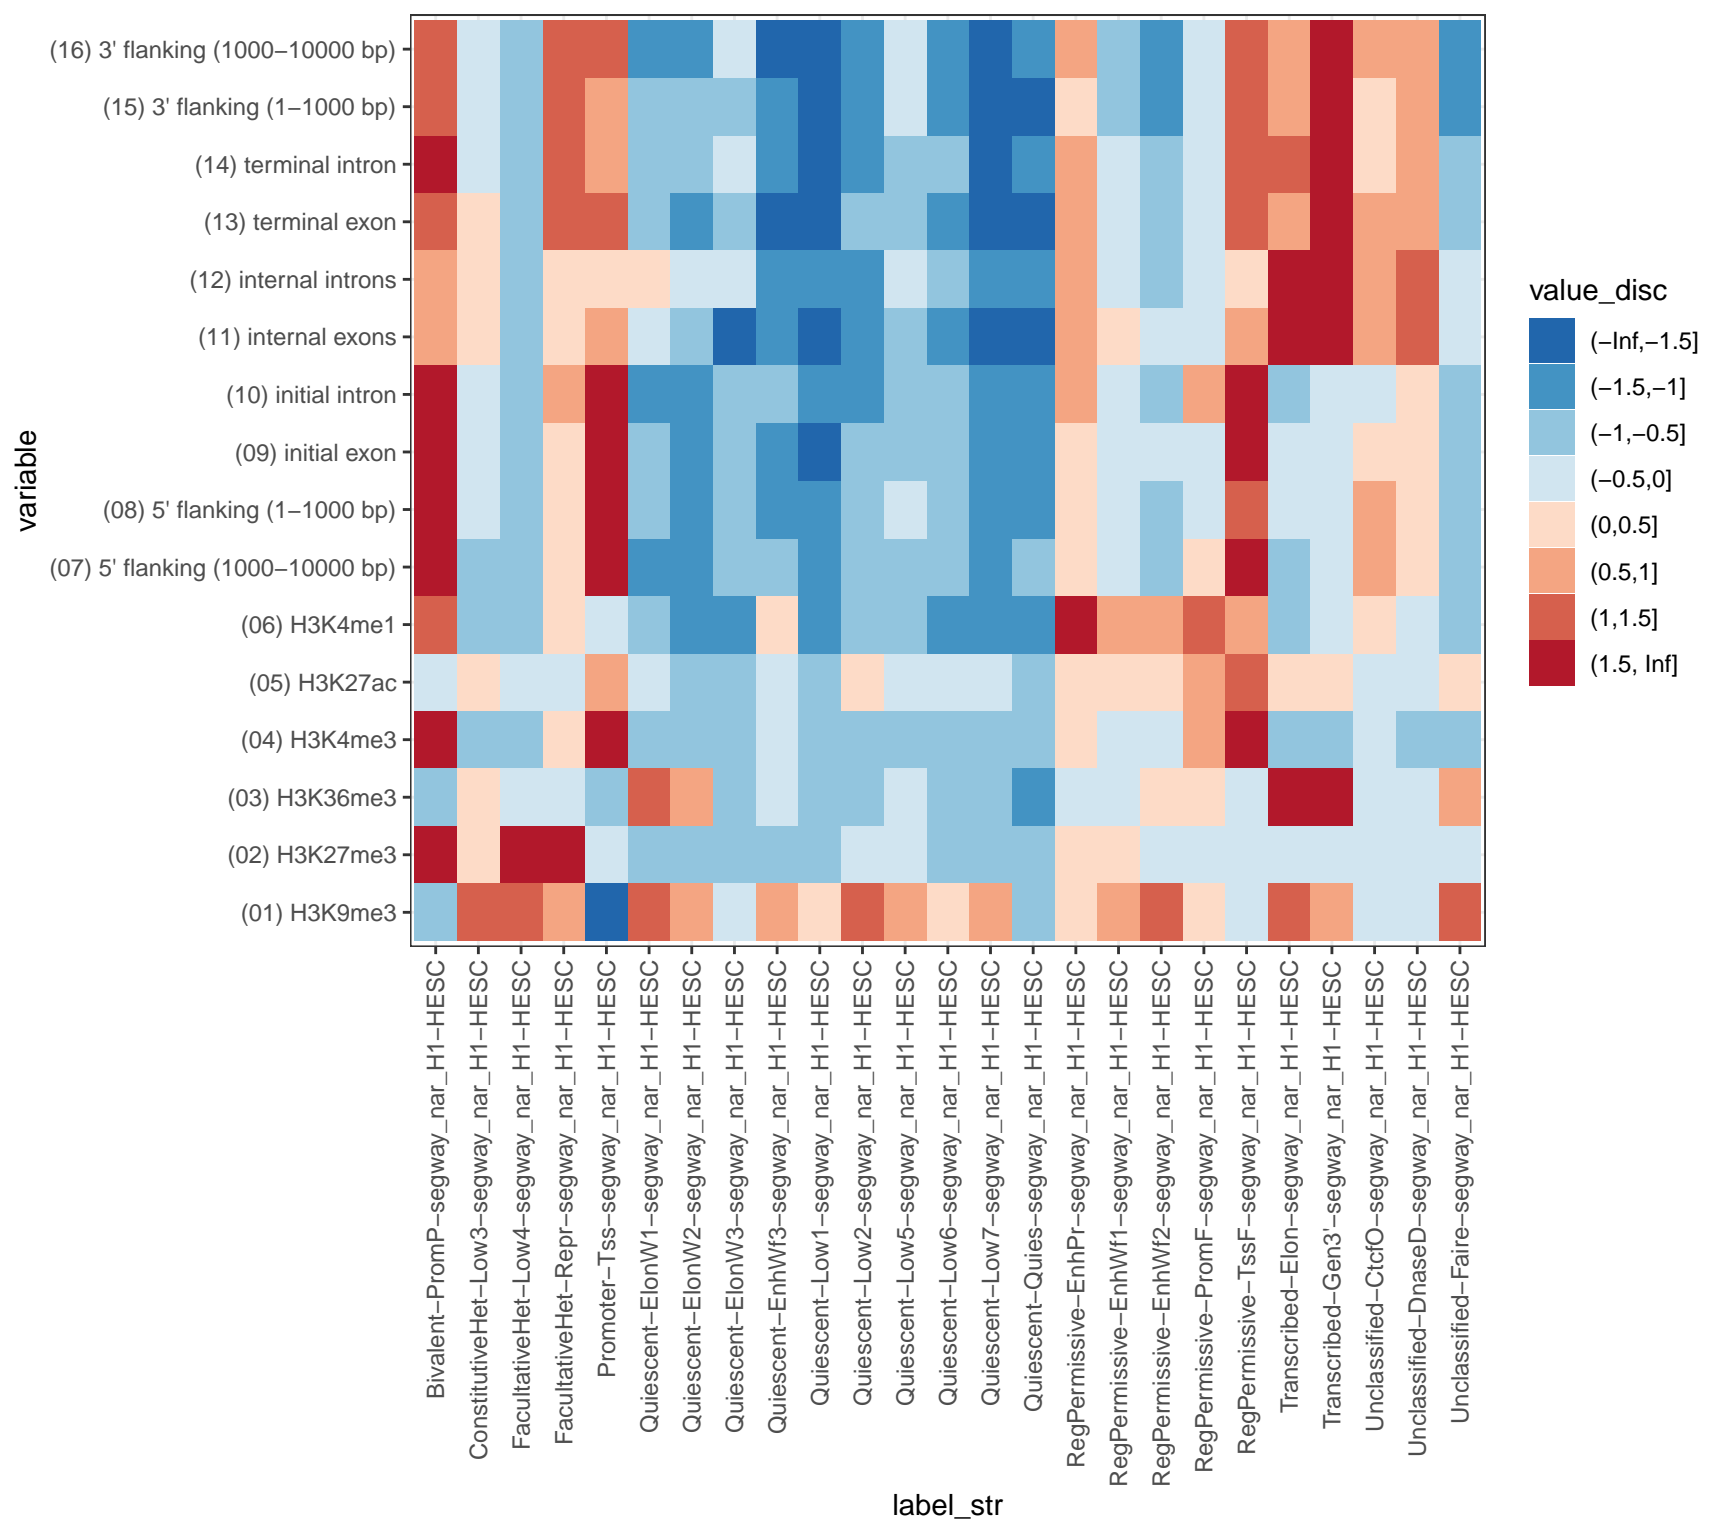 (16) 3' flanking (1000−10000 bp)
(15) 3' flanking (1−1000 bp)
(14) terminal intron
(13) terminal exon
(12) internal introns
(11) internal exons
(10) initial intron
(09) initial exon
(08) 5' flanking (1−1000 bp)
(07) 5' flanking (1000−10000 bp)
(06) H3K4me1
(05) H3K27ac
(04) H3K4me3
(03) H3K36me3
(02) H3K27me3
(01) H3K9me3
variable
Bivalent−PromP−segway_nar_H1−HESC
ConstitutiveHet−Low3−segway_nar_H1−HESC
FacultativeHet−Low4−segway_nar_H1−HESC
FacultativeHet−Repr−segway_nar_H1−HESC
Promoter−Tss−segway_nar_H1−HESC
Quiescent−ElonW1−segway_nar_H1−HESC
Quiescent−ElonW2−segway_nar_H1−HESC
Quiescent−ElonW3−segway_nar_H1−HESC
Quiescent−EnhWf3−segway_nar_H1−HESC
Quiescent−Low1−segway_nar_H1−HESC
Quiescent−Low2−segway_nar_H1−HESC
Quiescent−Low5−segway_nar_H1−HESC
Quiescent−Low6−segway_nar_H1−HESC
Quiescent−Low7−segway_nar_H1−HESC
Quiescent−Quies−segway_nar_H1−HESC
RegPermissive−EnhPr−segway_nar_H1−HESC
RegPermissive−EnhWf1−segway_nar_H1−HESC
RegPermissive−EnhWf2−segway_nar_H1−HESC
RegPermissive−PromF−segway_nar_H1−HESC
RegPermissive−TssF−segway_nar_H1−HESC
Transcribed−Elon−segway_nar_H1−HESC
Transcribed−Gen3'−segway_nar_H1−HESC
Unclassified−CtcfO−segway_nar_H1−HESC
Unclassified−DnaseD−segway_nar_H1−HESC
Unclassified−Faire−segway_nar_H1−HESC
label_str
value_disc
(−Inf,−1.5]
(−1.5,−1]
(−1,−0.5]
(−0.5,0]
(0,0.5]
(0.5,1]
(1,1.5]
(1.5, Inf]